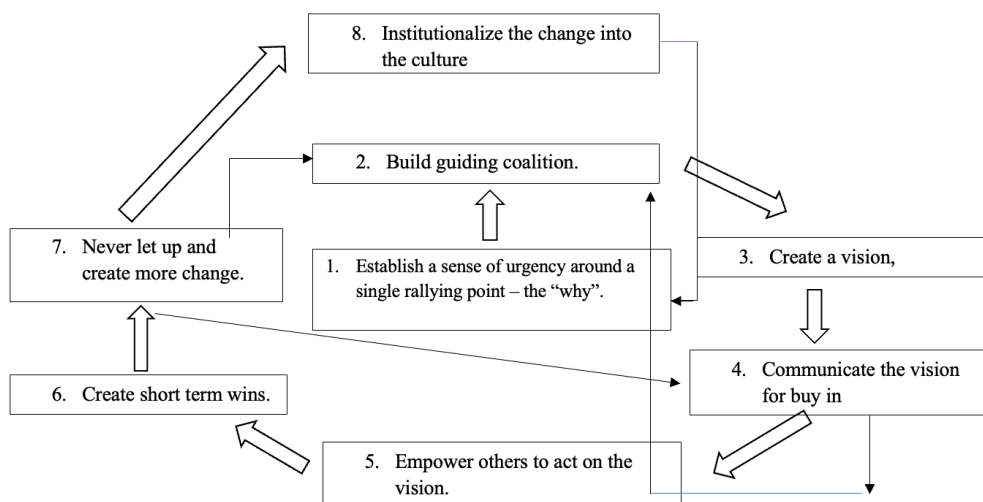 8. Institutionalize the change into
the culture
2. Build guiding coalition.
7. Never let up and
create more change.
1. Establish a sense of urgency around a
single rallying point – the “why”.
3. Create a vision,
4. Communicate the vision
for buy in
6. Create short term wins.
5. Empower others to act on the
vision.